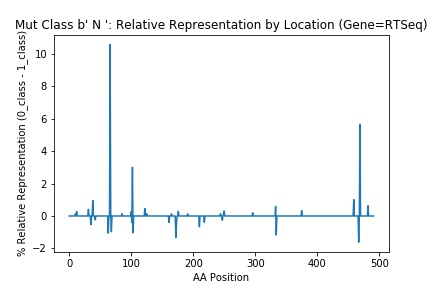 Mut Class b' N ': Relative Representation by Location (Gene=RTSeq)
% Relative Representation (0_class - 1_class)
10
8
6
4
2
0
−2
0 100 200 300 400 500
AA Position